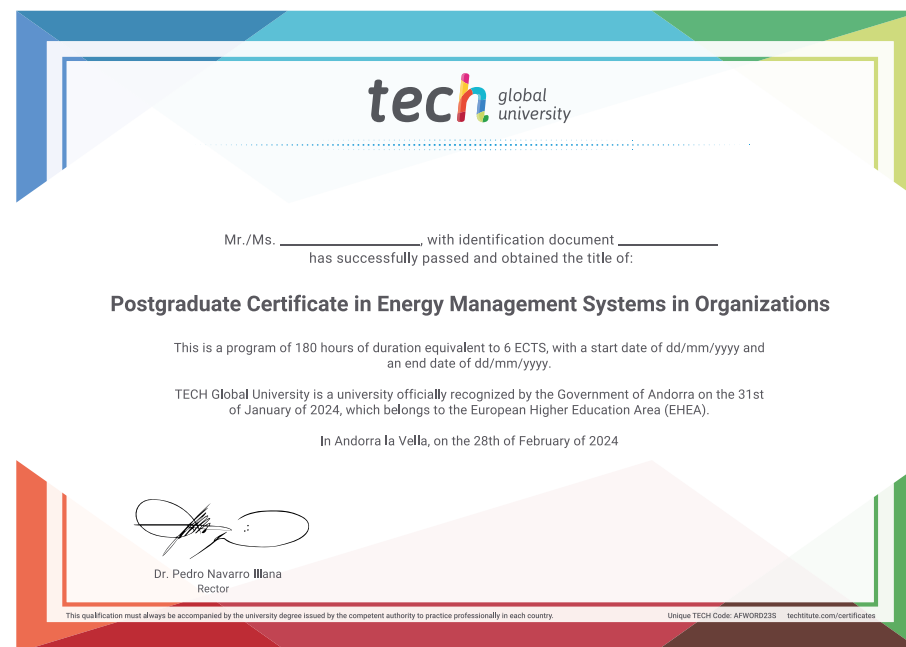 tech global university
Mr./Ms. ____________, with identification document ____________
has successfully passed and obtained the title of:
Postgraduate Certificate in Energy Management Systems in Organizations
This is a program of 180 hours of duration equivalent to 6 ECTS, with a start date of dd/mm/yyyy and
an end date of dd/mm/yyyy.
TECH Global University is a university officially recognized by the Government of Andorra on the 31st
of January of 2024, which belongs to the European Higher Education Area (EHEA).
In Andorra la Vella, on the 28th of February of 2024
Dr. Pedro Navarro Illana
Rector
This qualification must always be accompanied by the university degree issued by the competent authority to practice professionally in each country.
Unique TECH Code: AFWORD23S techtitute.com/certificates